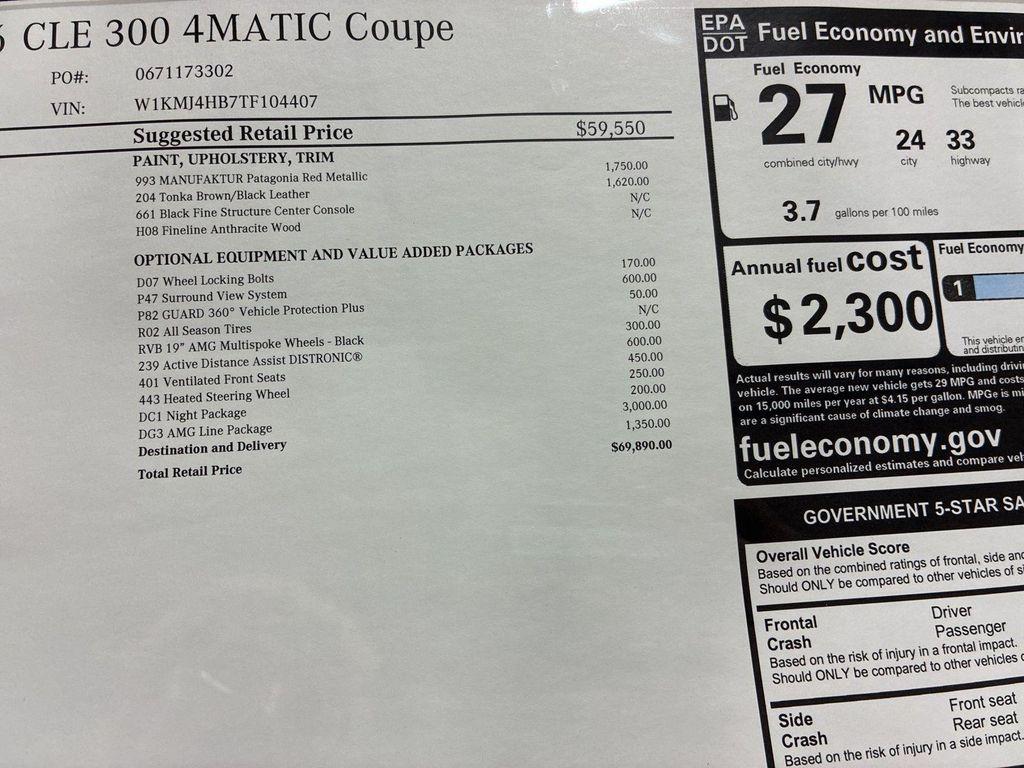 CLE 300 4MATIC Coupe
PO#: 0671173302
VIN: W1KMJ4HB7TF104407
Suggested Retail Price $59,550
PAINT, UPHOLSTERY, TRIM
993 MANUFAKTUR Patagonia Red Metallic 1,750.00
204 Tonka Brown/Black Leather 1,620.00
661 Black Fine Structure Center Console N/C
H08 Fineline Anthracite Wood N/C
OPTIONAL EQUIPMENT AND VALUE ADDED PACKAGES
D07 Wheel Locking Bolts 170.00
P47 Surround View System 600.00
P82 GUARD 360° Vehicle Protection Plus 50.00
R02 All Season Tires N/C
RVB 19" AMG Multispoke Wheels - Black 300.00
239 Active Distance Assist DISTRONIC® 600.00
401 Ventilated Front Seats 450.00
443 Heated Steering Wheel 250.00
DC1 Night Package 200.00
DG3 AMG Line Package 3,000.00
Destination and Delivery 1,350.00
Total Retail Price $69,890.00
EPA
DOT Fuel Economy and
Fuel Economy
27 MPG
Subcompacts
The best
24 33
combined city/hwy city highway
3.7 gallons per 100 miles
Annual fuel cost
$2,300
Fuel Economy
1
This vehicle
and
Actual results will vary for many reasons, including
vehicle. The average new vehicle gets 29 MPG and costs
on 15,000 miles per year at $4.15 per gallon. MPGe is
are a significant cause of climate change and smog.
fueleconomy.gov
Calculate personalized estimates and compare
GOVERNMENT 5-STAR
Overall Vehicle Score
Based on the combined ratings of frontal, side
Should ONLY be compared to other vehicles of
Frontal Driver
Crash Passenger
Based on the risk of injury in a frontal impact.
Should ONLY be compared to other vehicles
Side Front seat
Crash Rear seat
Based on the risk of injury in a side impact.